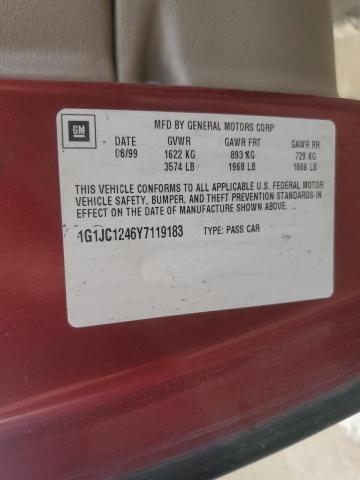 GM
MFD BY GENERAL MOTORS CORP
DATE GVWR GAWR FRT GAWR RR
06/99 1622 KG 893 KG 729 KG
3574 LB 1968 LB 1606 LB
THIS VEHICLE CONFORMS TO ALL APPLICABLE U.S. FEDERAL MOTOR
VEHICLE SAFETY, BUMPER, AND THEFT PREVENTION STANDARDS IN
EFFECT ON THE DATE OF MANUFACTURE SHOWN ABOVE.
1G1JC1246Y7119183 TYPE: PASS CAR